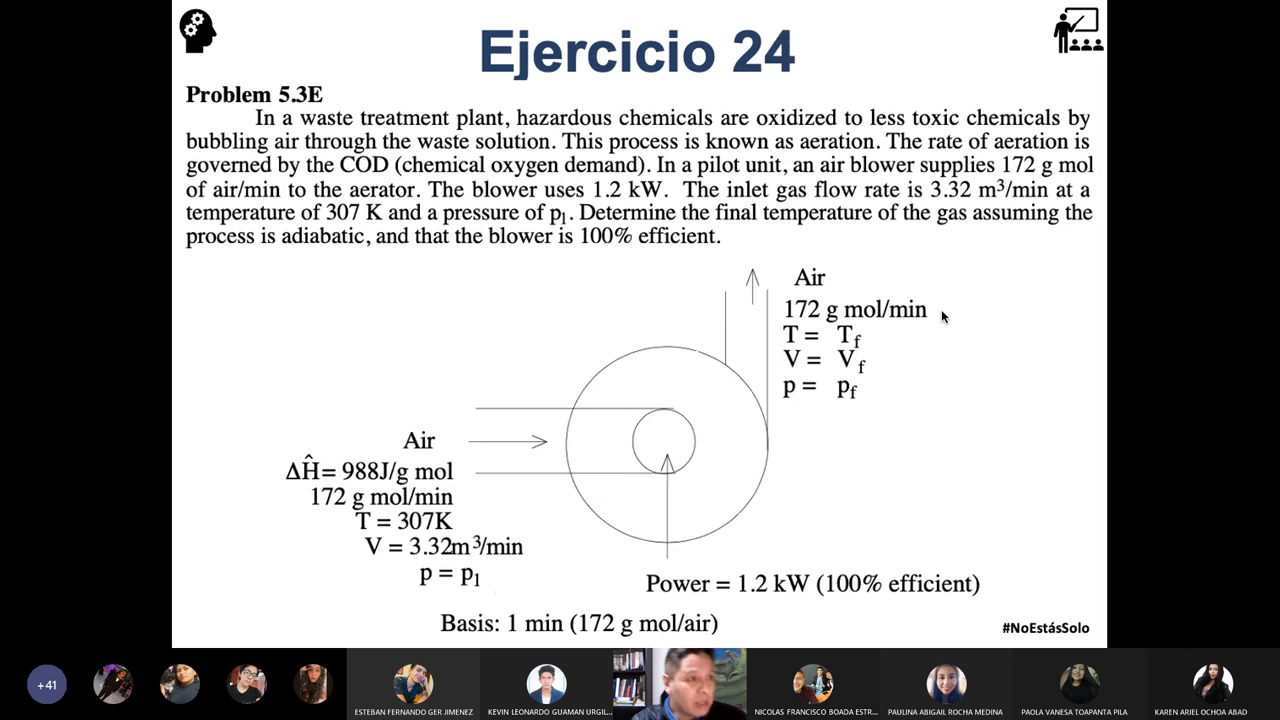 Ejercicio 24
Problem 5.3E
In a waste treatment plant, hazardous chemicals are oxidized to less toxic chemicals by
bubbling air through the waste solution. This process is known as aeration. The rate of aeration is
governed by the COD (chemical oxygen demand). In a pilot unit, an air blower supplies 172 g mol
of air/min to the aerator. The blower uses 1.2 kW. The inlet gas flow rate is 3.32 m³/min at a
temperature of 307 K and a pressure of p₁. Determine the final temperature of the gas assuming the
process is adiabatic, and that the blower is 100% efficient.
Air
172 g mol/min
T = T_f
V = V_f
p = p_f
Air
ΔĤ = 988J/g mol
172 g mol/min
T = 307K
V = 3.32m³/min
p = p₁
Power = 1.2 kW (100% efficient)
Basis: 1 min (172 g mol/air)
#NoEstásSolo
+41
ESTEBAN FERNANDO GER JIMENEZ
KEVIN LEONARDO GUAMAN URGIL...
NICOLAS FRANCISCO BOADA ESTR...
PAULINA ABIGAIL ROCHA MEDINA
PAOLA VANESA TOAPANTA PILA
KAREN ARIEL OCHOA ABAD